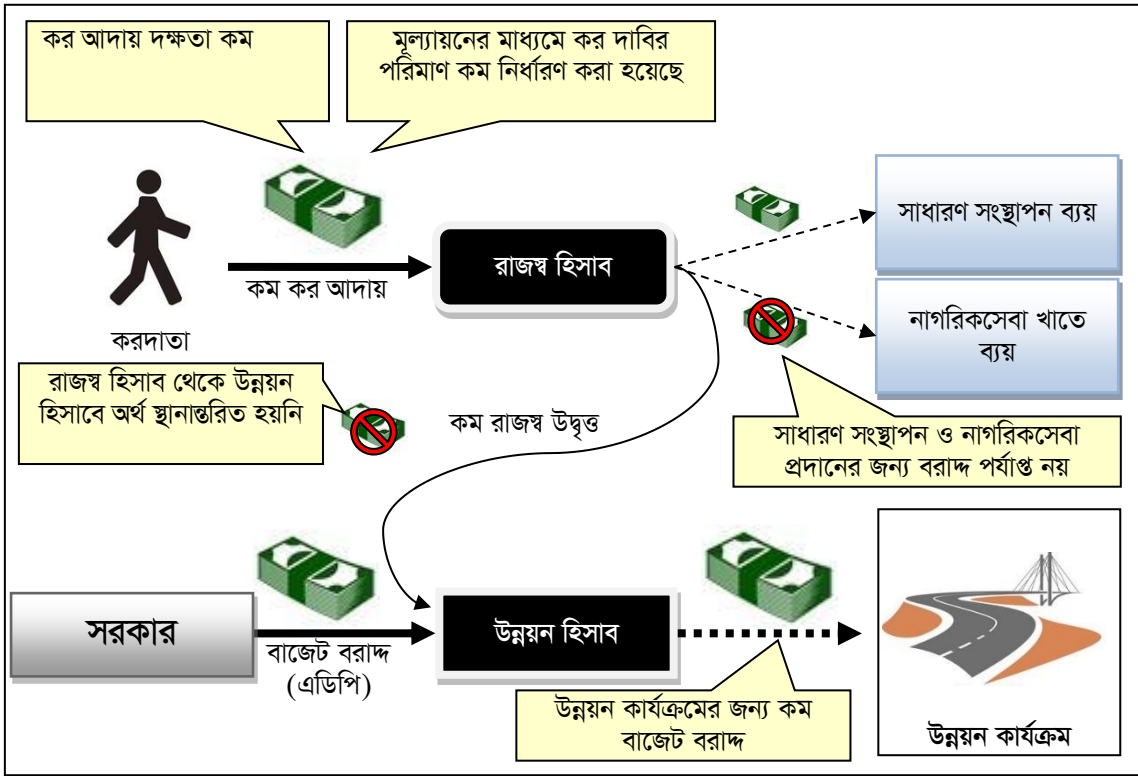 কর আদায় দক্ষতা কম
মূল্যায়নের মাধ্যমে কর দাবির
পরিমাণ কম নির্ধারণ করা হয়েছে
সাধারণ সংস্থাপন ব্যয়
রাজস্ব হিসাব
কম কর আদায়
নাগরিকসেবা খাতে
ব্যয়
করদাতা
রাজস্ব হিসাব থেকে উন্নয়ন
হিসাবে অর্থ স্থানান্তরিত হয়নি
কম রাজস্ব উদ্বৃত্ত
সাধারণ সংস্থাপন ও নাগরিকসেবা
প্রদানের জন্য বরাদ্দ পর্যাপ্ত নয়
সরকার
বাজেট বরাদ্দ
(এডিপি)
উন্নয়ন হিসাব
উন্নয়ন কার্যক্রমের জন্য কম
বাজেট বরাদ্দ
উন্নয়ন কার্যক্রম